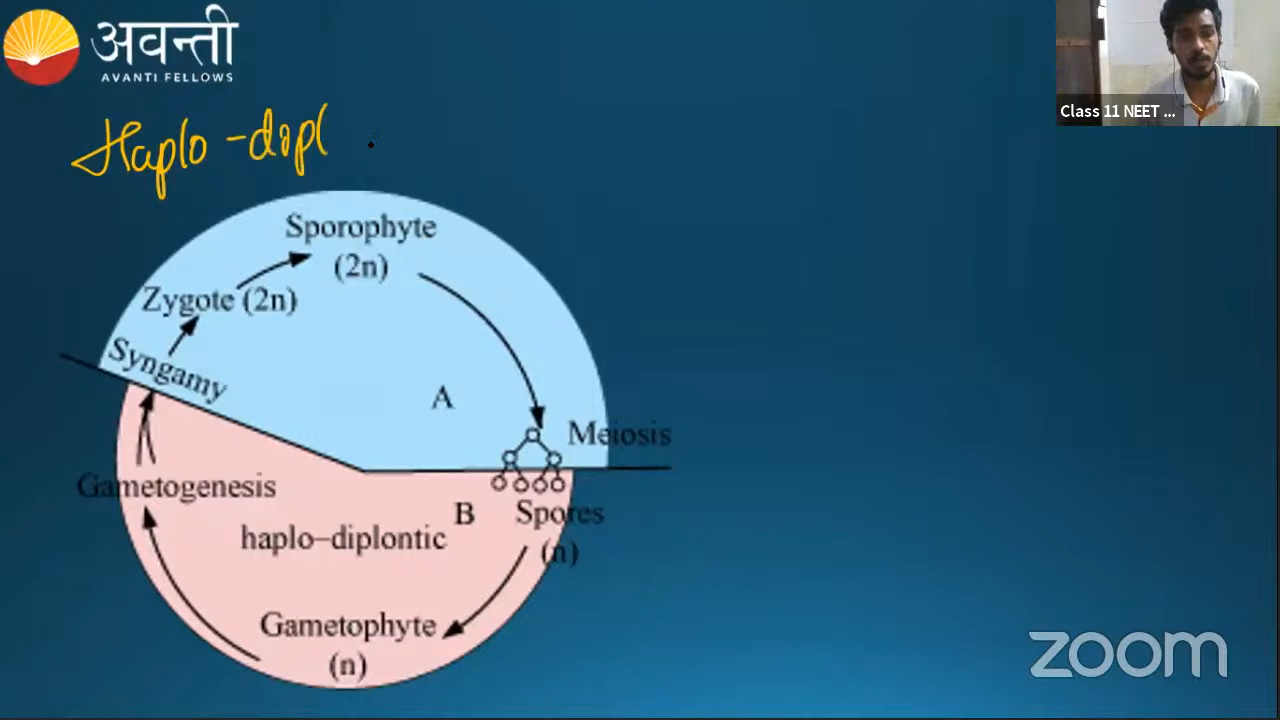 अवन्ती
AVANTI FELLOWS
Class 11 NEET ...
Haplo-dipl
Sporophyte
(2n)
Zygote (2n)
Syngamy
A
Meiosis
Gametogenesis
B
Spores
(n)
haplo-diplontic
Gametophyte
(n)
zoom